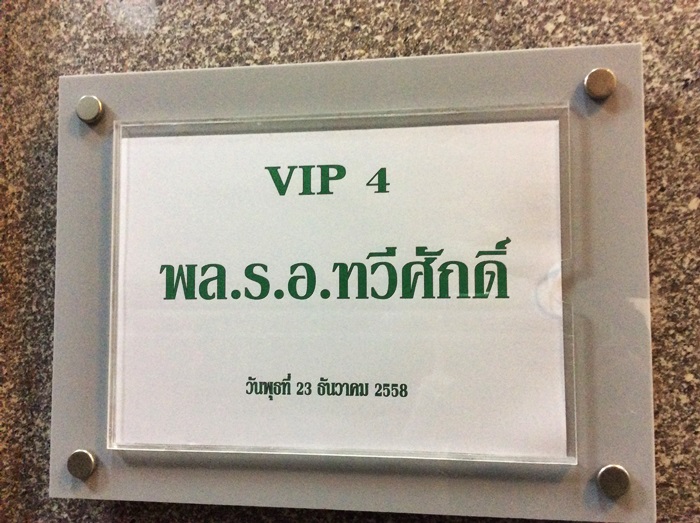 VIP 4
พล.ร.อ.ทวีศักดิ์
วันพุธที่ 23 ธันวาคม 2558